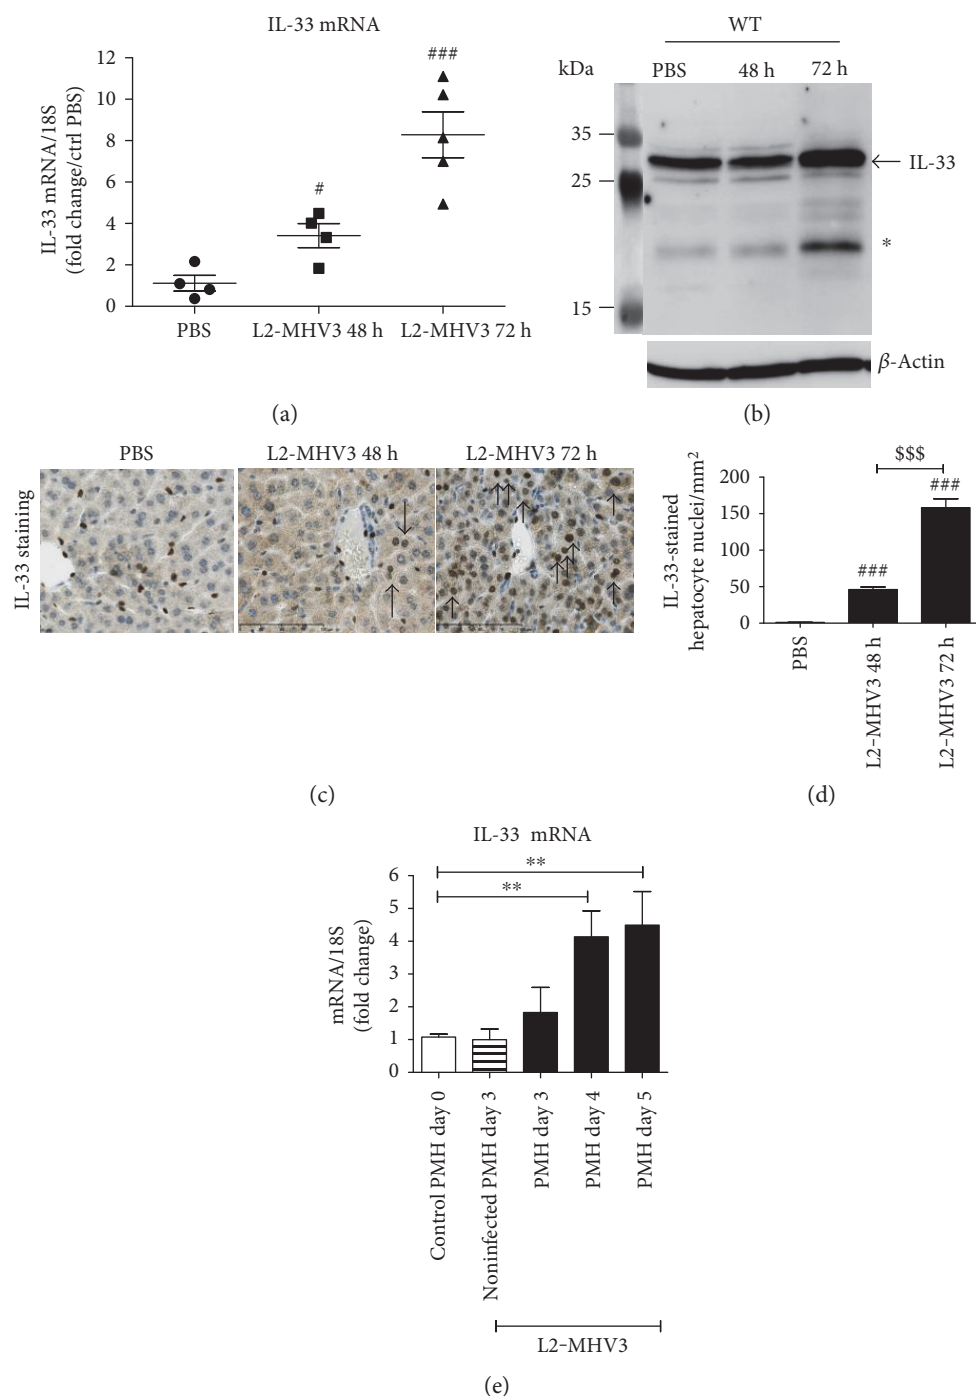 IL-33 mRNA
IL-33 mRNA/18S
(fold change/ctrl PBS)
12
10
8
6
4
2
0
#
###
PBS
L2-MHV3 48 h
L2-MHV3 72 h
(a)
WT
kDa
PBS
48 h
72 h
35
25
15
IL-33
*
β-Actin
(b)
PBS
L2-MHV3 48 h
L2-MHV3 72 h
IL-33 staining
(c)
IL-33-stained
hepatocyte nuclei/mm²
200
150
100
50
0
$$$
###
###
PBS
L2-MHV3 48 h
L2-MHV3 72 h
(d)
IL-33 mRNA
mRNA/18S
(fold change)
6
5
4
3
2
1
0
**
**
Control PMH day 0
Noninfected PMH day 3
PMH day 3
PMH day 4
PMH day 5
L2-MHV3
(e)